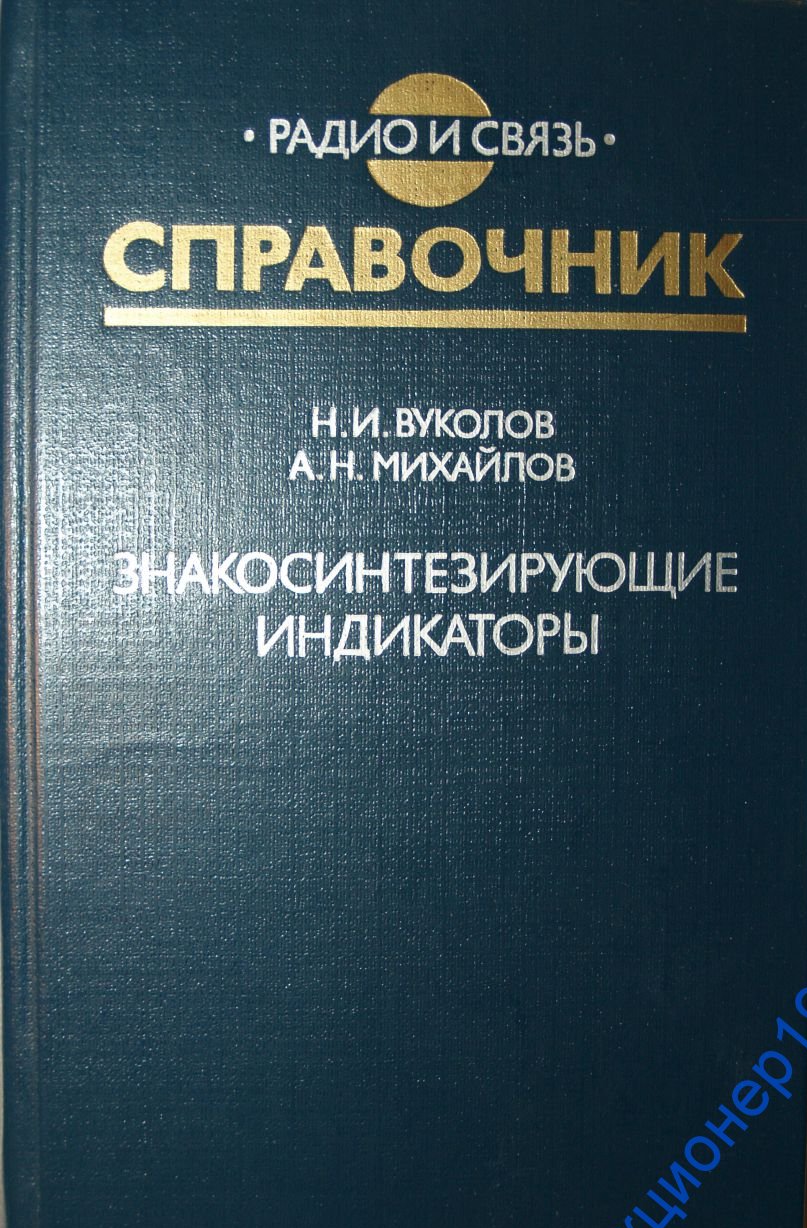 • РАДИО И СВЯЗЬ •
СПРАВОЧНИК
Н.И. ВУКОЛОВ
А.Н. МИХАЙЛОВ
ЗНАКОСИНТЕЗИРУЮЩИЕ
ИНДИКАТОРЫ